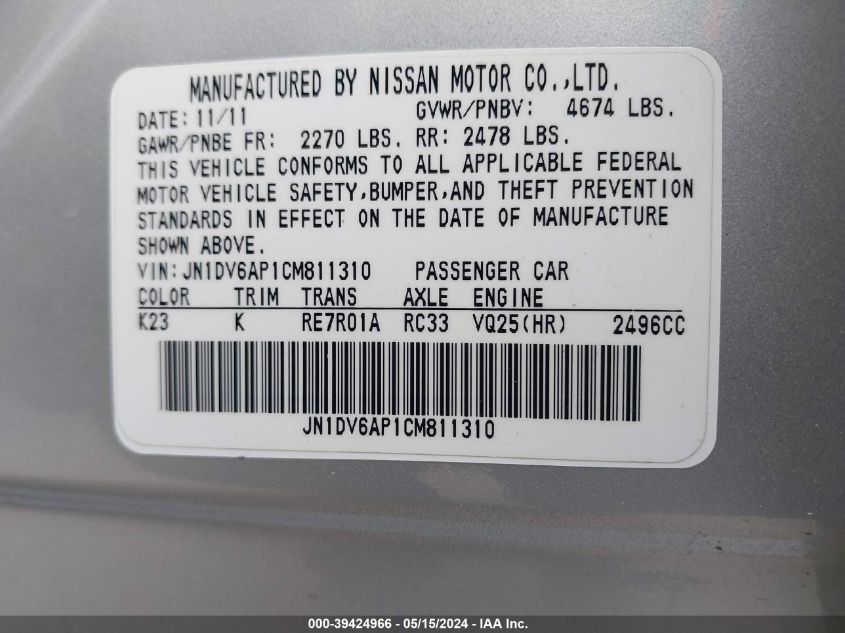 MANUFACTURED BY NISSAN MOTOR CO.,LTD.
DATE: 11/11 GVWR/PNBV: 4674 LBS.
GAWR/PNBE FR: 2270 LBS. RR: 2478 LBS.
THIS VEHICLE CONFORMS TO ALL APPLICABLE FEDERAL
MOTOR VEHICLE SAFETY,BUMPER,AND THEFT PREVENTION
STANDARDS IN EFFECT ON THE DATE OF MANUFACTURE
SHOWN ABOVE.
VIN: JN1DV6AP1CM811310 PASSENGER CAR
COLOR TRIM TRANS AXLE ENGINE
K23 K RE7R01A RC33 VQ25(HR) 2496CC
JN1DV6AP1CM811310
000-39424966 - 05/15/2024 - IAA Inc.